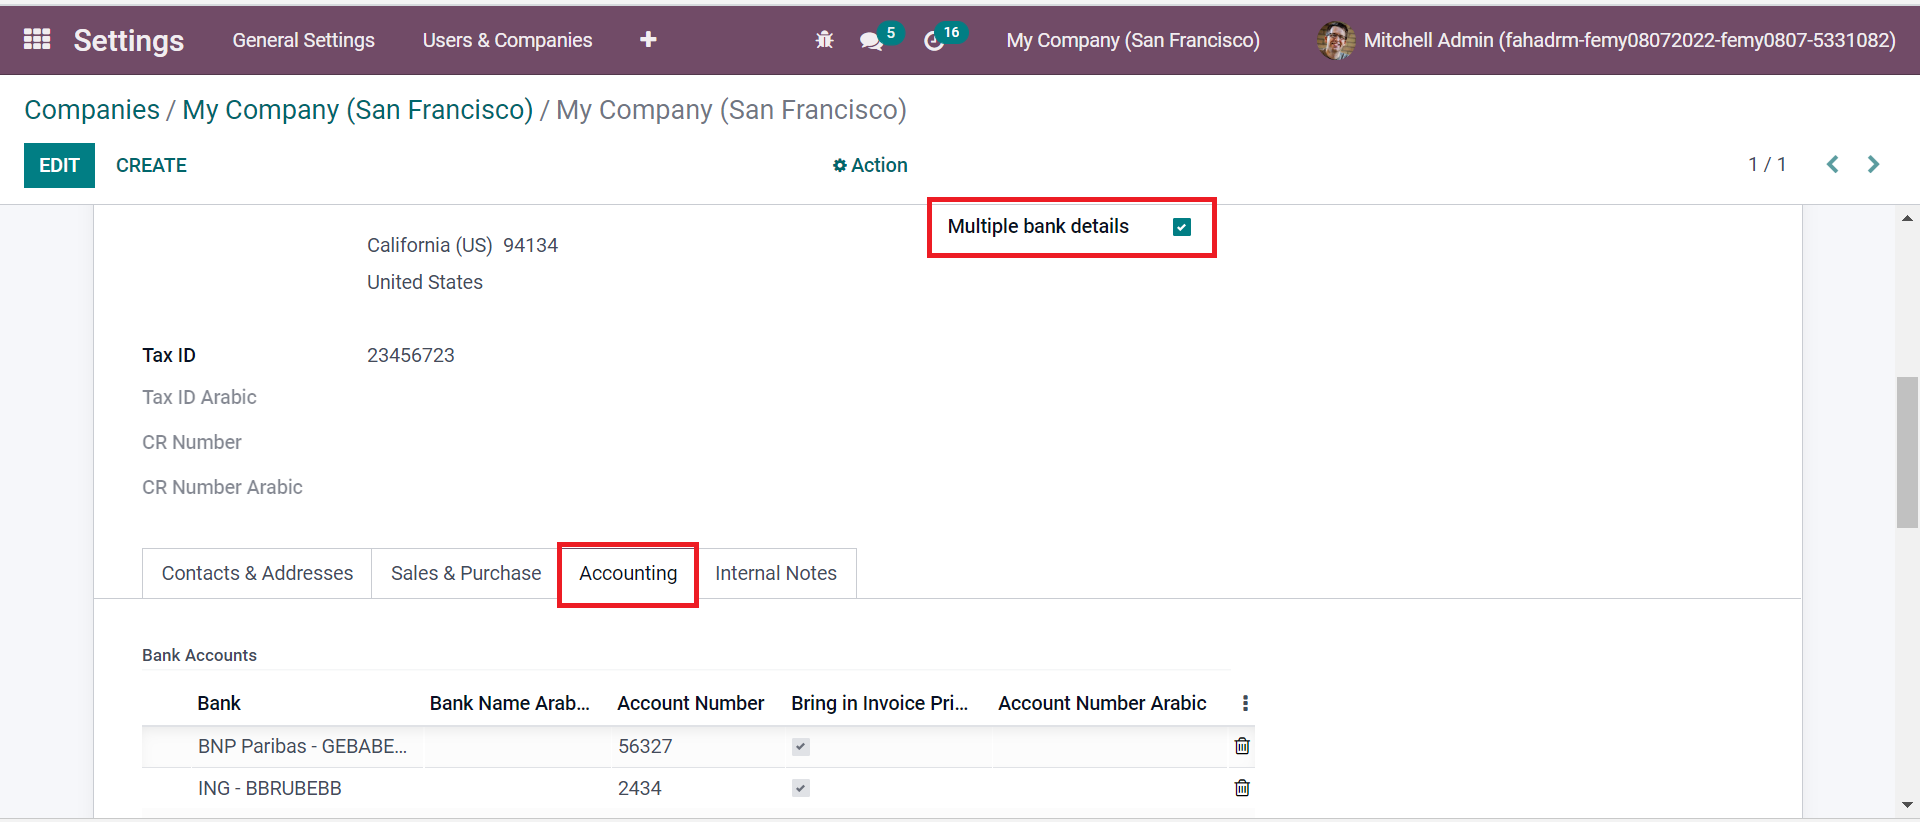 Settings General Settings Users & Companies 5 16 My Company (San Francisco) Mitchell Admin (fahadrm-femy08072022-femy0807-5331082)
Companies / My Company (San Francisco) / My Company (San Francisco)
EDIT CREATE Action 1 / 1
Multiple bank details
California (US) 94134
United States
Tax ID 23456723
Tax ID Arabic
CR Number
CR Number Arabic
Contacts & Addresses Sales & Purchase Accounting Internal Notes
Bank Accounts
Bank Bank Name Arab... Account Number Bring in Invoice Pri... Account Number Arabic
BNP Paribas - GEBABE... 56327
ING - BBRUBEBB 2434